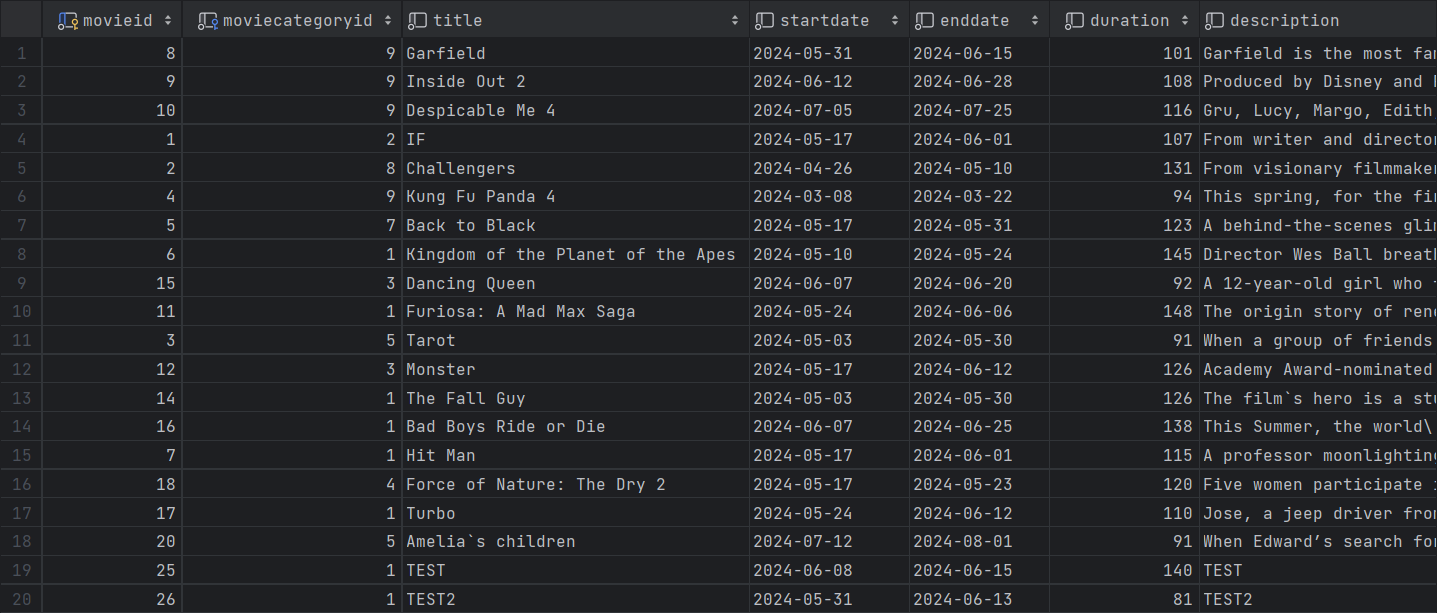 movieid moviecategoryid title startdate enddate duration description
1 8 9 Garfield 2024-05-31 2024-06-15 101 Garfield is the most
2 9 9 Inside Out 2 2024-06-12 2024-06-28 108 Produced by Disney and
3 10 9 Despicable Me 4 2024-07-05 2024-07-25 116 Gru, Lucy, Margo, Edith
4 1 2 IF 2024-05-17 2024-06-01 107 From writer and director
5 2 8 Challengers 2024-04-26 2024-05-10 131 From visionary filmmaker
6 4 9 Kung Fu Panda 4 2024-03-08 2024-03-22 94 This spring, for the
7 5 7 Back to Black 2024-05-17 2024-05-31 123 A behind-the-scenes
8 6 1 Kingdom of the Planet of the Apes 2024-05-10 2024-05-24 145 Director Wes Ball
9 15 3 Dancing Queen 2024-06-07 2024-06-20 92 A 12-year-old girl who
10 11 1 Furiosa: A Mad Max Saga 2024-05-24 2024-06-06 148 The origin story of
11 3 5 Tarot 2024-05-03 2024-05-30 91 When a group of friends
12 12 3 Monster 2024-05-17 2024-06-12 126 Academy Award-nominated
13 14 1 The Fall Guy 2024-05-03 2024-05-30 126 The film`s hero is a
14 16 1 Bad Boys Ride or Die 2024-06-07 2024-06-25 138 This Summer, the world\
15 7 1 Hit Man 2024-05-17 2024-06-01 115 A professor moonlighting
16 18 4 Force of Nature: The Dry 2 2024-05-17 2024-05-23 120 Five women participate
17 17 1 Turbo 2024-05-24 2024-06-12 110 Jose, a jeep driver
18 20 5 Amelia`s children 2024-07-12 2024-08-01 91 When Edward’s search
19 25 1 TEST 2024-06-08 2024-06-15 140 TEST
20 26 1 TEST2 2024-05-31 2024-06-13 81 TEST2